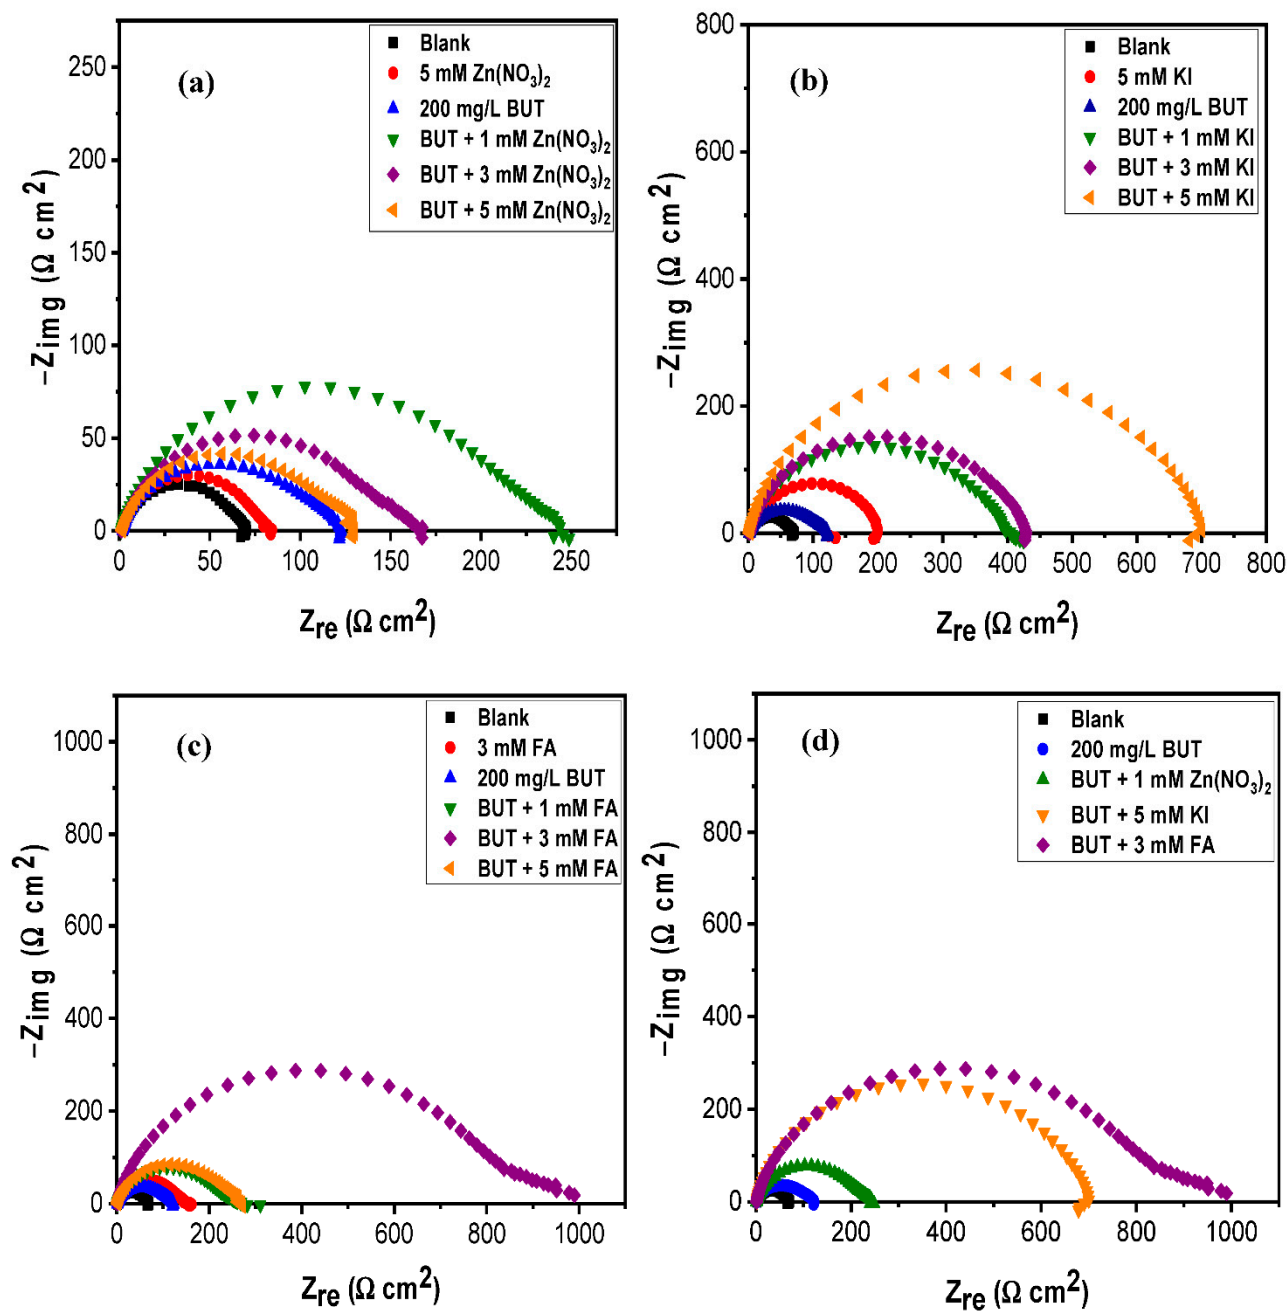 (a)
Blank
5 mM Zn(NO₃)₂
200 mg/L BUT
BUT + 1 mM Zn(NO₃)₂
BUT + 3 mM Zn(NO₃)₂
BUT + 5 mM Zn(NO₃)₂
250
200
150
100
50
0
−Zimg (Ω cm²)
0 50 100 150 200 250
Zre (Ω cm²)
(b)
Blank
5 mM KI
200 mg/L BUT
BUT + 1 mM KI
BUT + 3 mM KI
BUT + 5 mM KI
800
600
400
200
0
−Zimg (Ω cm²)
0 100 200 300 400 500 600 700 800
Zre (Ω cm²)
(c)
Blank
3 mM FA
200 mg/L BUT
BUT + 1 mM FA
BUT + 3 mM FA
BUT + 5 mM FA
1000
800
600
400
200
0
−Zimg (Ω cm²)
0 200 400 600 800 1000
Zre (Ω cm²)
(d)
Blank
200 mg/L BUT
BUT + 1 mM Zn(NO₃)₂
BUT + 5 mM KI
BUT + 3 mM FA
1000
800
600
400
200
0
−Zimg (Ω cm²)
0 200 400 600 800 1000
Zre (Ω cm²)